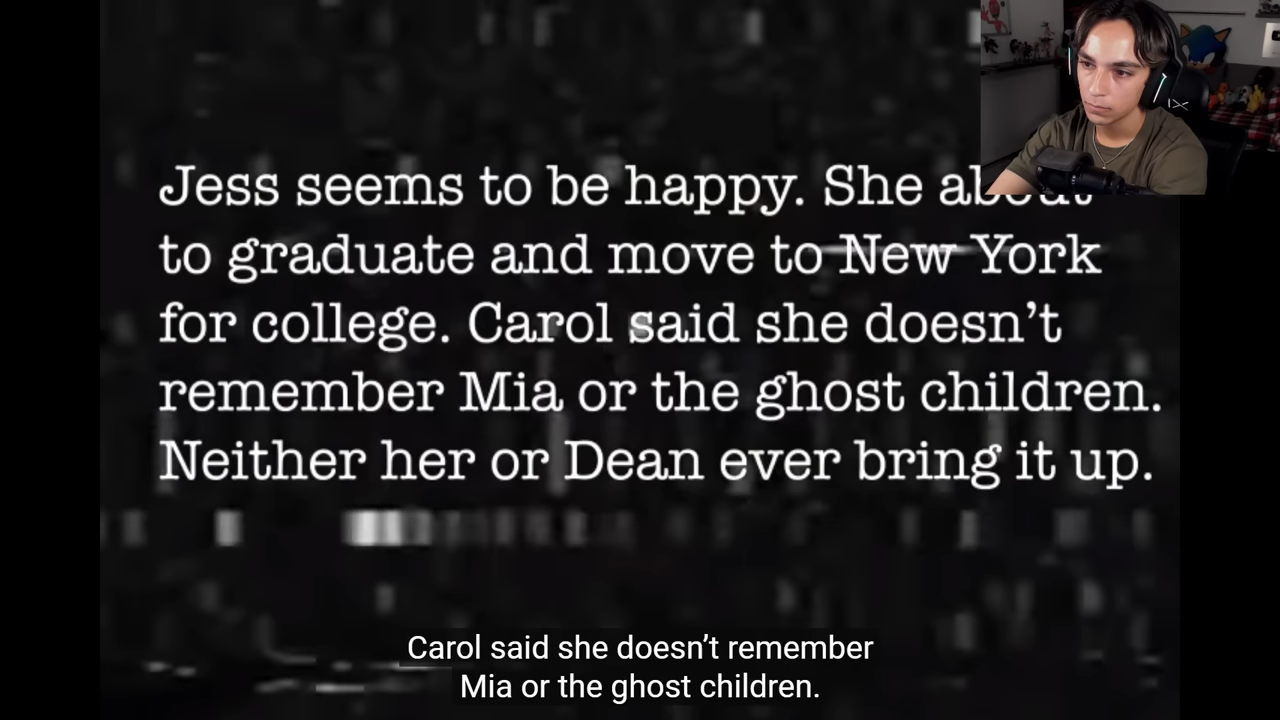 Jess seems to be happy. She about
to graduate and move to New York
for college. Carol said she doesn’t
remember Mia or the ghost children.
Neither her or Dean ever bring it up.
Carol said she doesn’t remember
Mia or the ghost children.